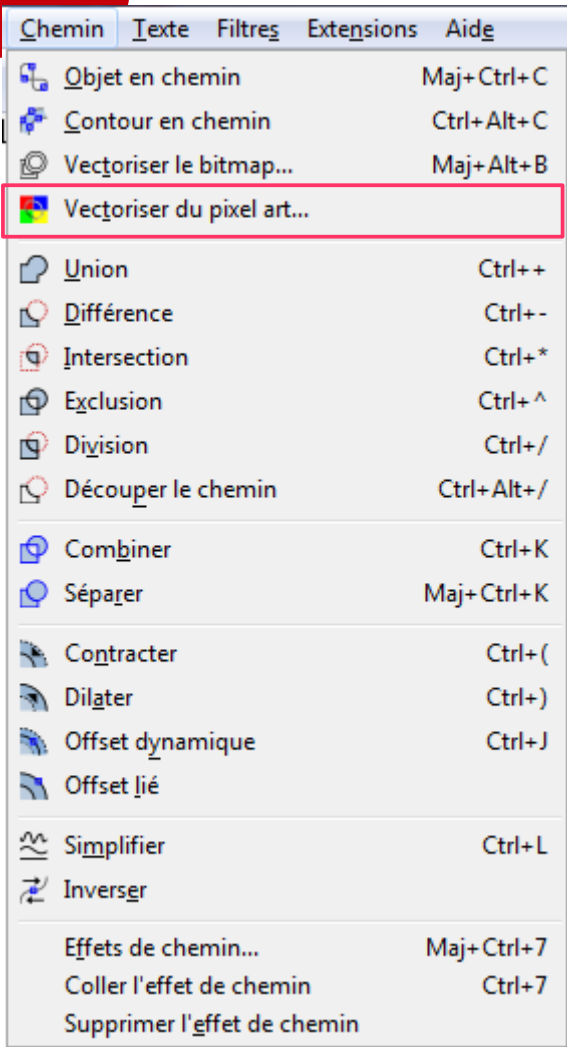 Chemin Texte Filtres Extensions Aide
Objet en chemin Maj+Ctrl+C
Contour en chemin Ctrl+Alt+C
Vectoriser le bitmap... Maj+Alt+B
Vectoriser du pixel art...
Union Ctrl++
Différence Ctrl+-
Intersection Ctrl+*
Exclusion Ctrl+^
Division Ctrl+/
Découper le chemin Ctrl+Alt+/
Combiner Ctrl+K
Séparer Maj+Ctrl+K
Contracter Ctrl+(
Dilater Ctrl+)
Offset dynamique Ctrl+J
Offset lié
Simplifier Ctrl+L
Inverser
Effets de chemin... Maj+Ctrl+7
Coller l'effet de chemin Ctrl+7
Supprimer l'effet de chemin